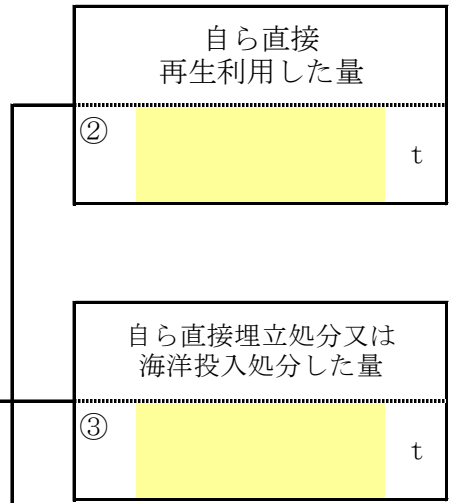 自ら直接
再生利用した量
②
t
自ら直接埋立処分又は
海洋投入処分した量
③
t